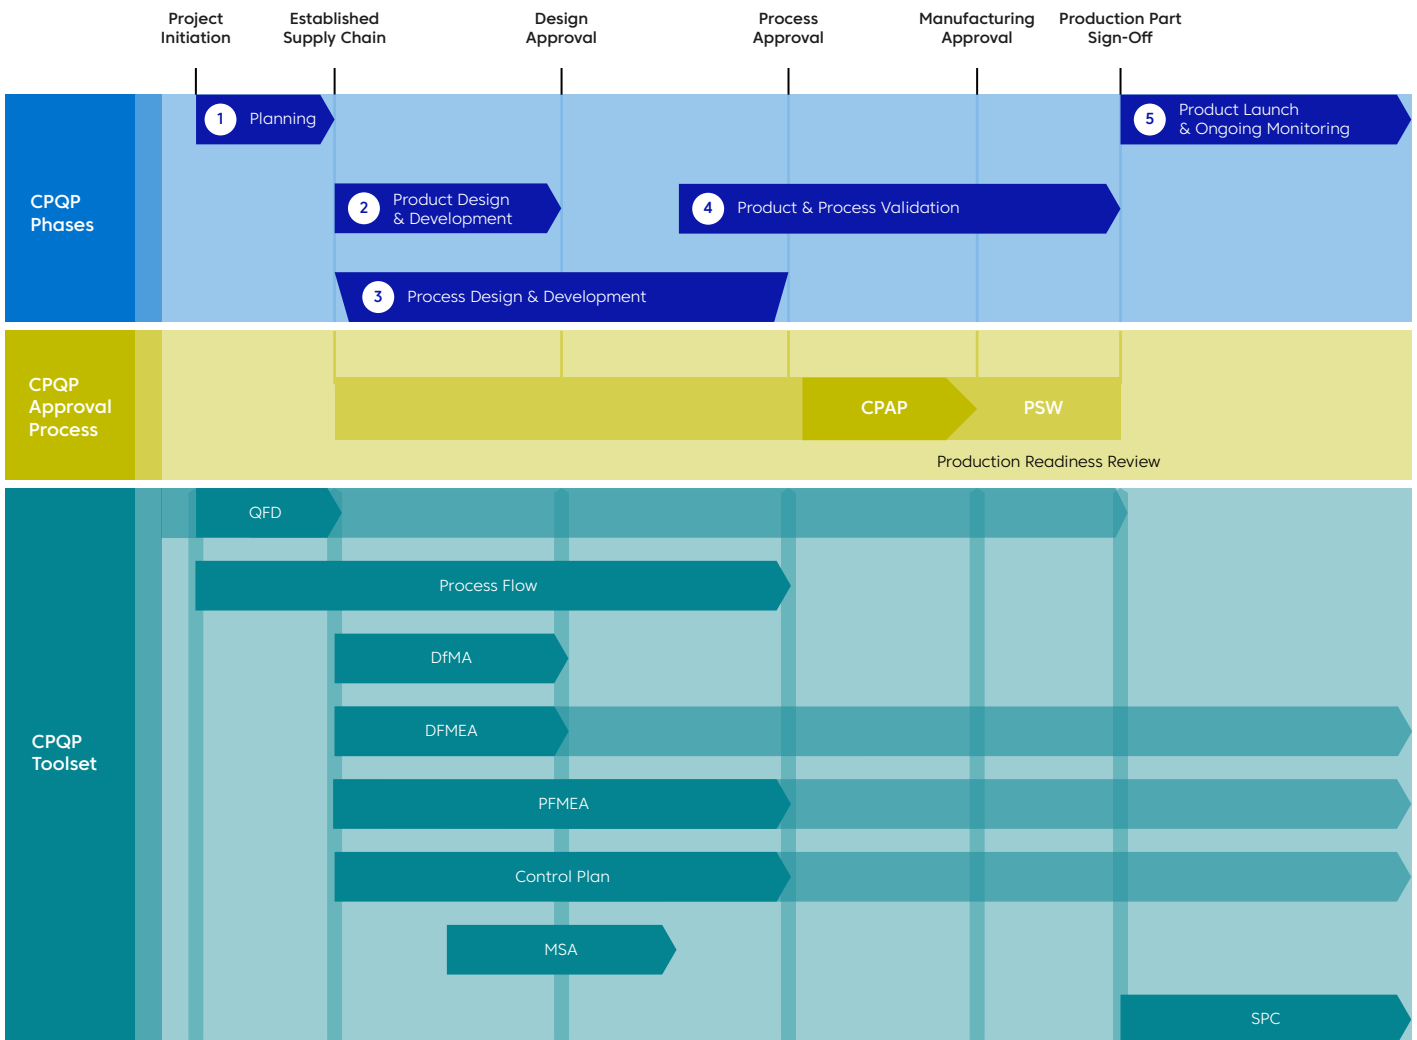 Project
Initiation
Established
Supply Chain
Design
Approval
Process
Approval
Manufacturing
Approval
Production Part
Sign-Off
CPQP
Phases
1 Planning
5 Product Launch
& Ongoing Monitoring
2 Product Design
& Development
4 Product & Process Validation
3 Process Design & Development
CPQP
Approval
Process
CPAP
PSW
Production Readiness Review
CPQP
Toolset
QFD
Process Flow
DfMA
DFMEA
PFMEA
Control Plan
MSA
SPC